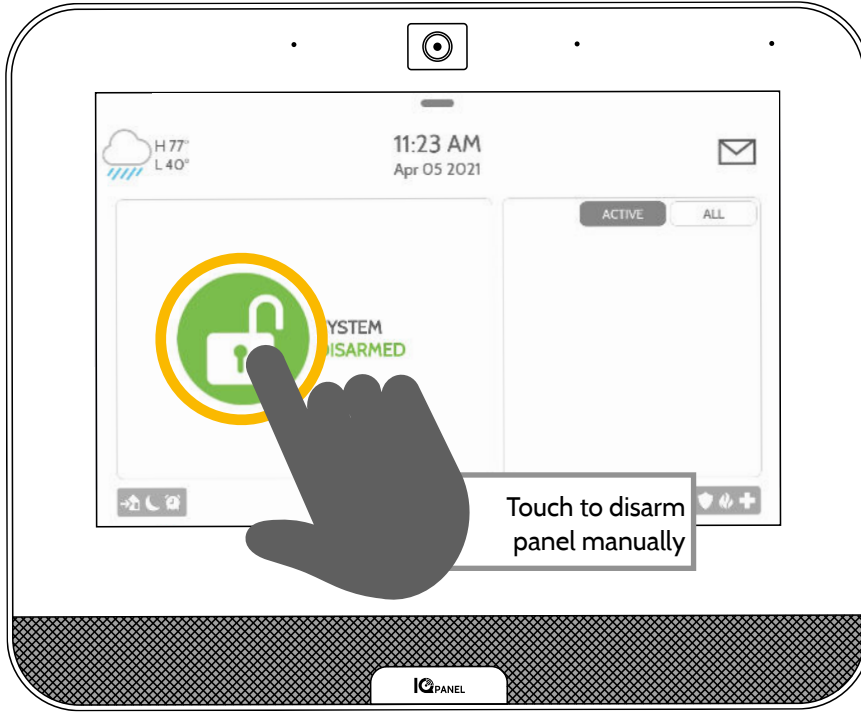 H 77°
L 40°
11:23 AM
Apr 05 2021
ACTIVE
ALL
YSTEM
ISARMED
Touch to disarm
panel manually
IQ PANEL